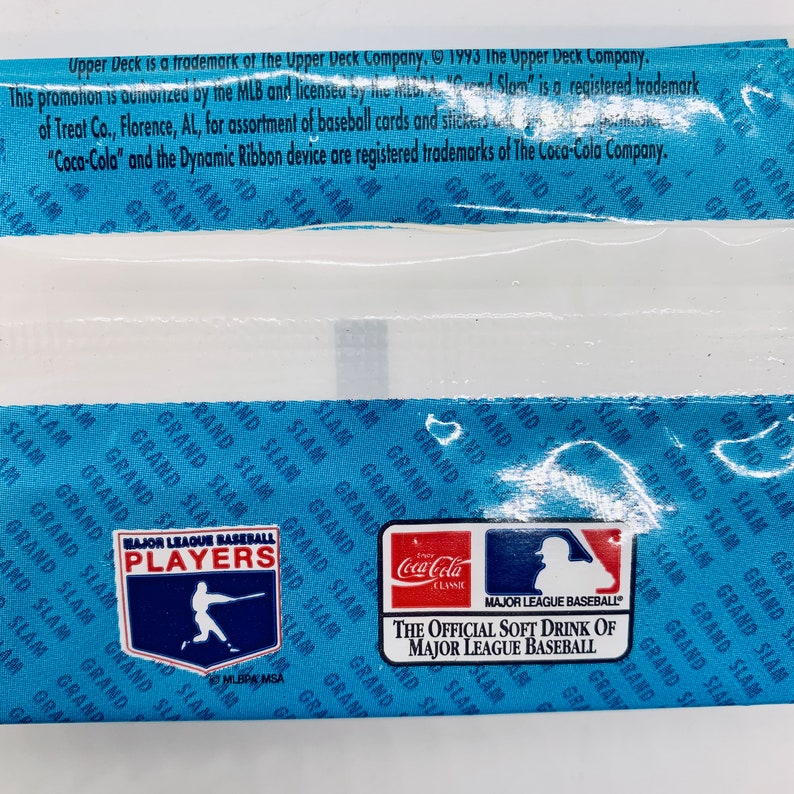 Upper Deck is a trademark of The Upper Deck Company. © 1993 The Upper Deck Company.
This promotion is authorized by the MLB and licensed by the MLBPA. "Grand Slam" is a registered trademark
of Treat Co., Florence, AL, for assortment of baseball cards and stickers
"Coca-Cola" and the Dynamic Ribbon device are registered trademarks of The Coca-Cola Company.
GRAND SLAM
MAJOR LEAGUE BASEBALL
PLAYERS
© MLBPA MSA
Enjoy
Coca-Cola
CLASSIC
MAJOR LEAGUE BASEBALL®
THE OFFICIAL SOFT DRINK OF
MAJOR LEAGUE BASEBALL